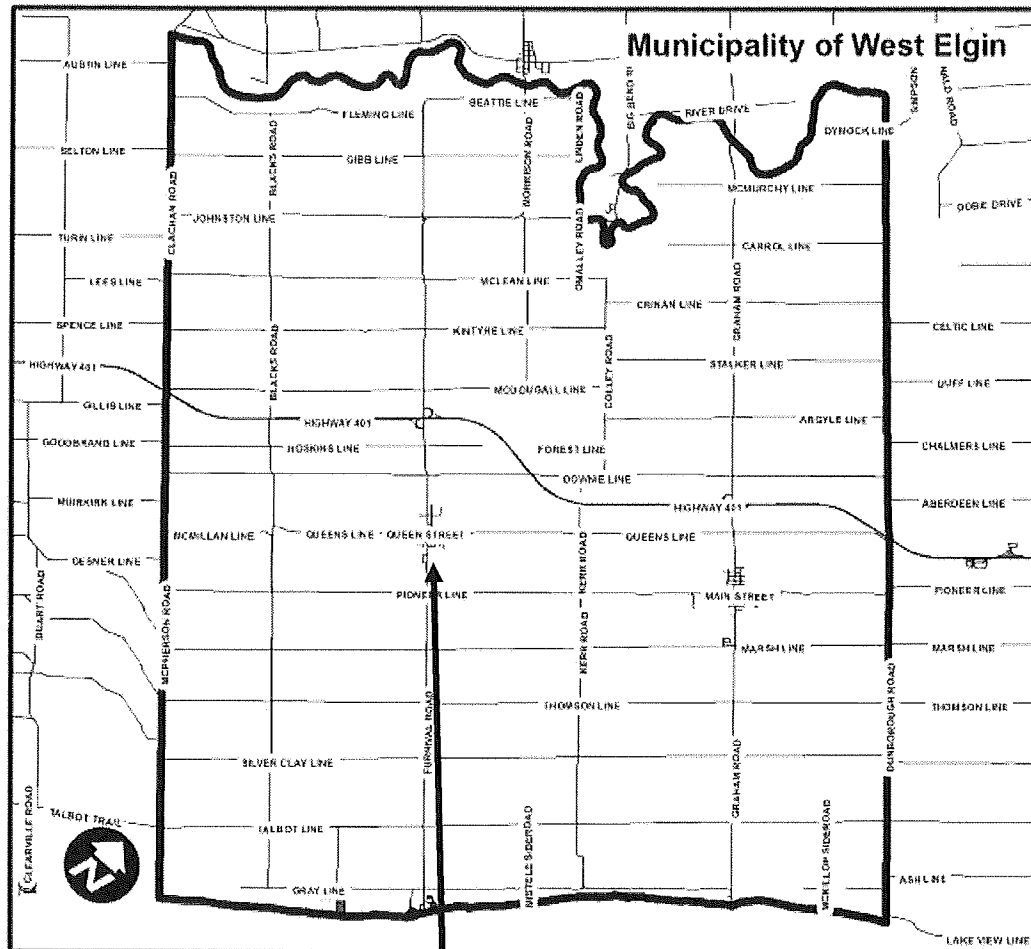 Municipality of West Elgin
AUBIN LINE
FLEMING LINE
BEATTIE LINE
RIVER DRIVE
DYMOCK LINE
SIMPSON
SELTON LINE
GIBB LINE
LINDEN ROAD
MORRISON ROAD
BLACKS ROAD
CLACHAN ROAD
MCMURCHY LINE
DOBIE DRIVE
JOHNSTON LINE
TURIN LINE
OMALLEY ROAD
CARROL LINE
LEES LINE
MCLEAN LINE
CRINAN LINE
GRAHAM ROAD
SPENCE LINE
KINTYRE LINE
CELTIC LINE
HIGHWAY 401
BLACKS ROAD
COLLEY ROAD
STALKER LINE
MCDOUGALL LINE
DUFF LINE
GILLIS LINE
HIGHWAY 401
ARGYLE LINE
GOODBRAND LINE
HOSKINS LINE
FOREST LINE
CHALMERS LINE
DOWNIE LINE
MUIRKIRK LINE
HIGHWAY 401
ABERDEEN LINE
MCMILLAN LINE
QUEENS LINE
QUEEN STREET
QUEENS LINE
DESNER LINE
KERR ROAD
PIONEER LINE
MAIN STREET
PIONEER LINE
DUART ROAD
MCPHERSON ROAD
KERR ROAD
MARSH LINE
MARSH LINE
THOMSON LINE
THOMSON LINE
FURNIVAL ROAD
DUNBOROUGH ROAD
SILVER CLAY LINE
GRAHAM ROAD
TALBOT TRAIL
TALBOT LINE
CLEARVILLE ROAD
N
GRAY LINE
MISTELE SIDEROAD
MCKILLOP SIDEROAD
ASH LINE
LAKE VIEW LINE